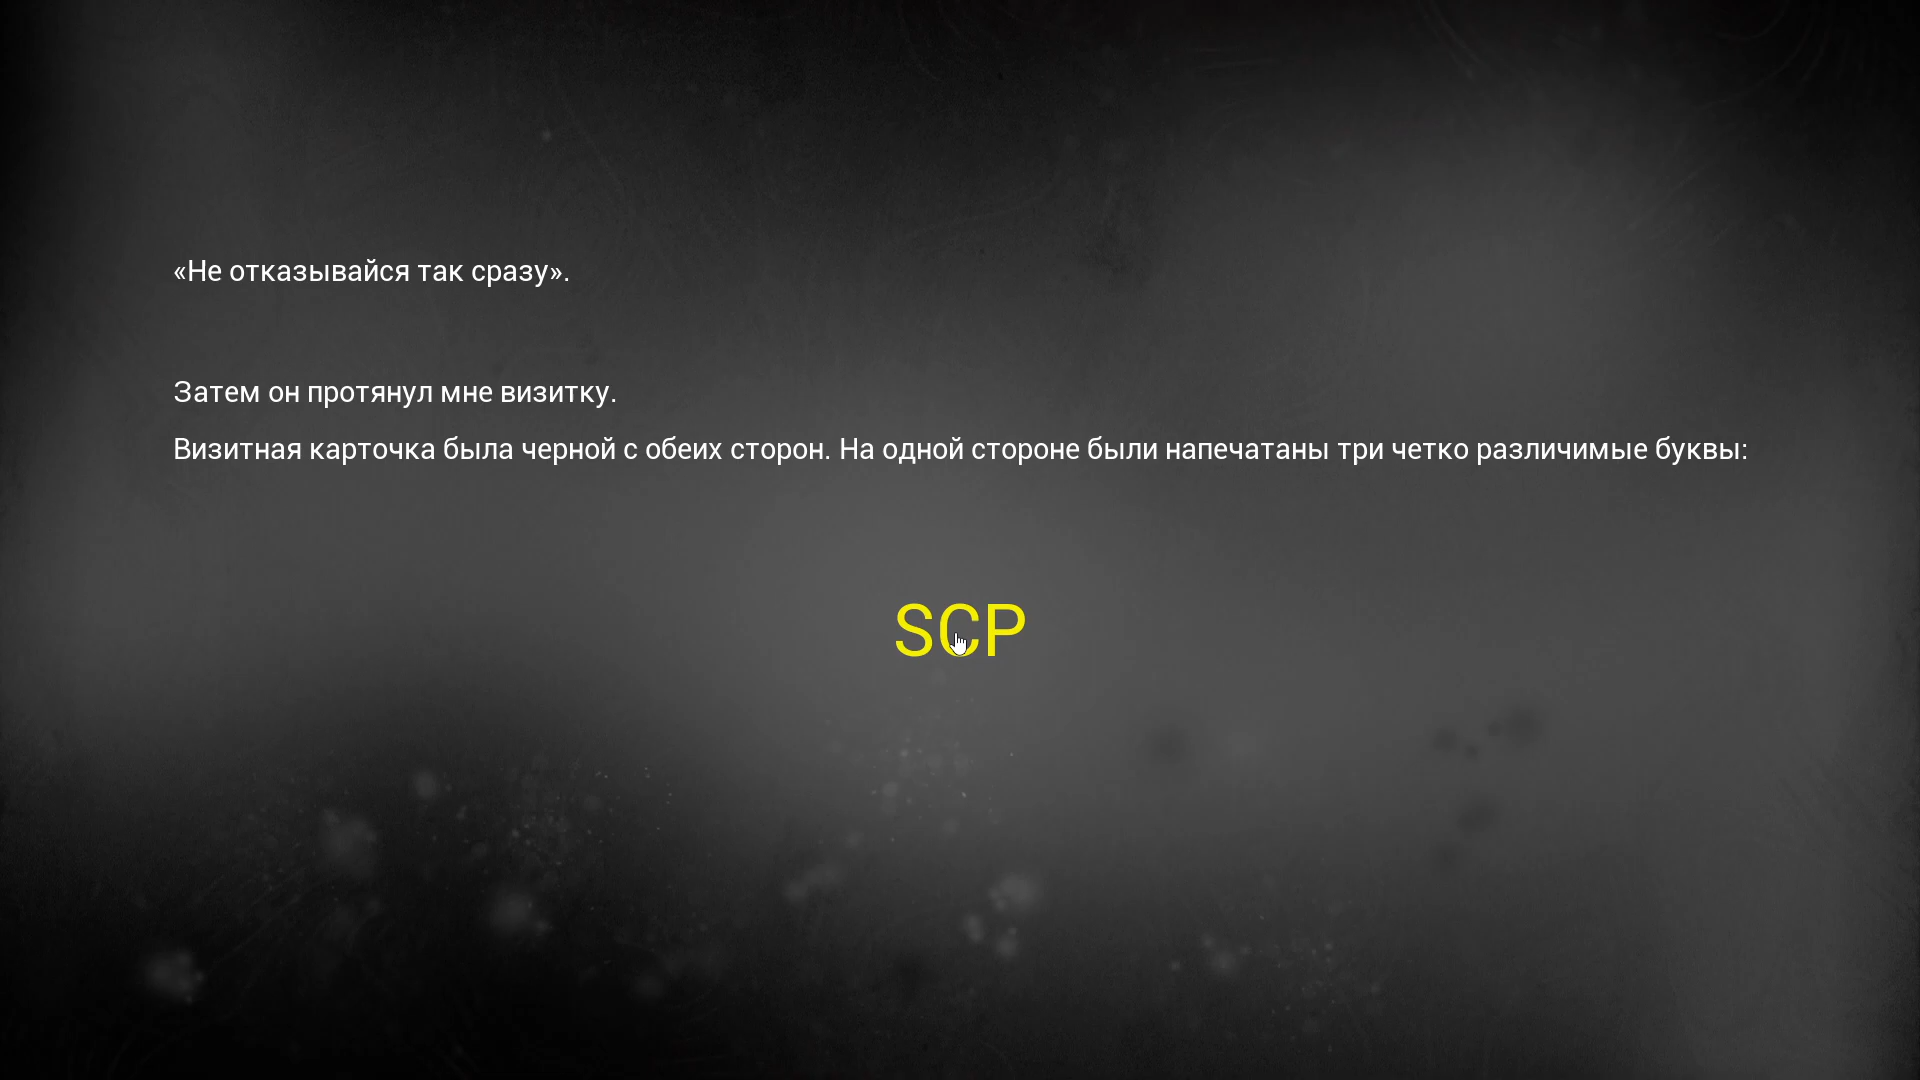 «Не отказывайся так сразу».
Затем он протянул мне визитку.
Визитная карточка была черной с обеих сторон. На одной стороне были напечатаны три четко различимые буквы:
SCP